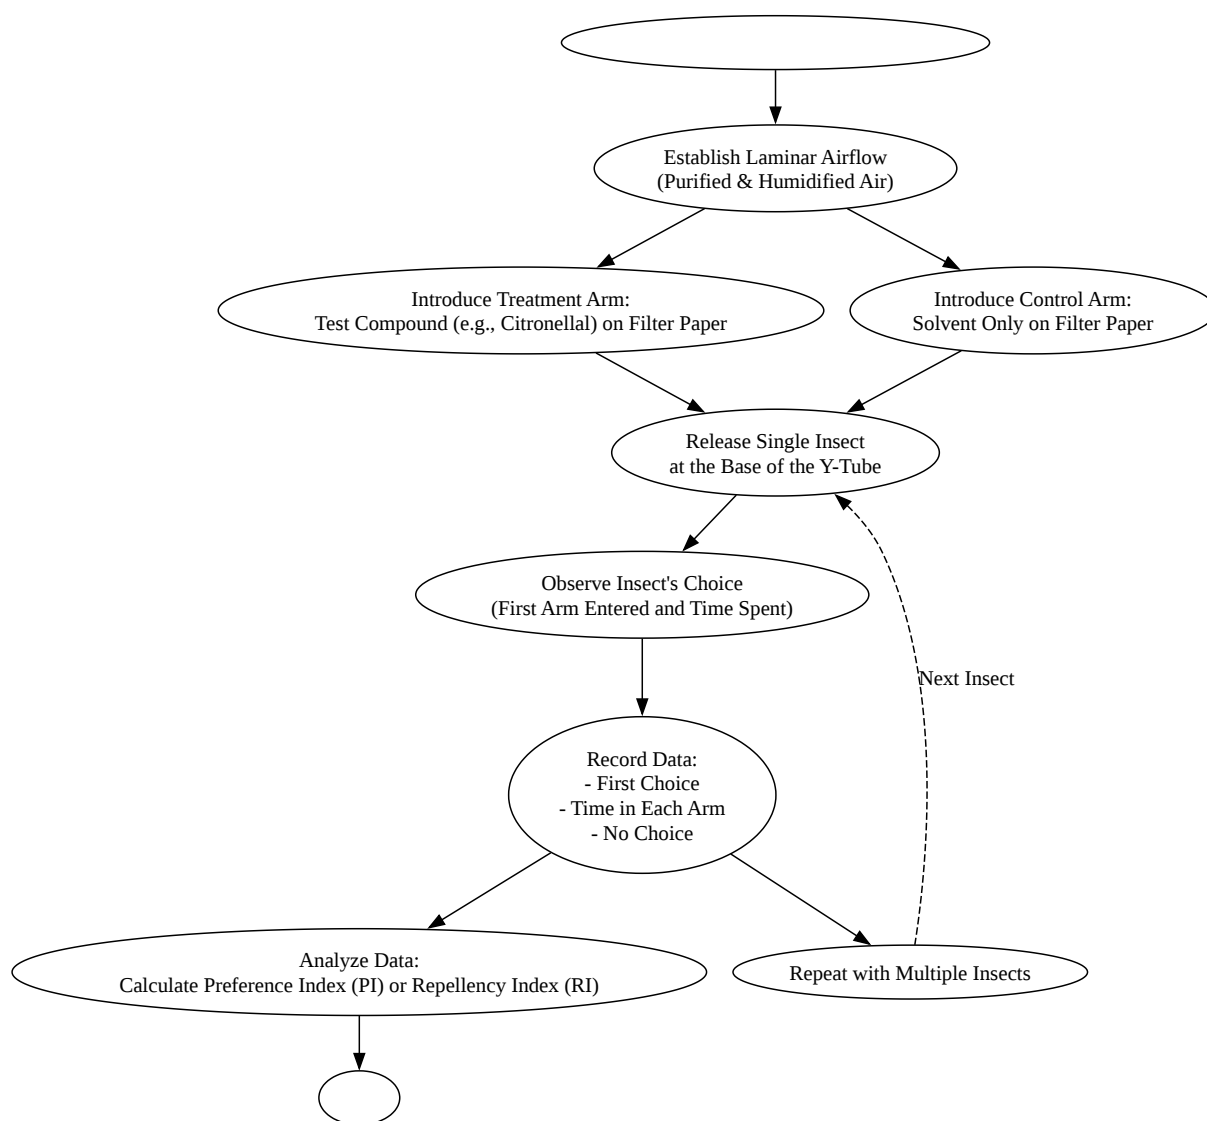 Establish Laminar Airflow
(Purified & Humidified Air)
Introduce Treatment Arm:
Test Compound (e.g., Citronellal) on Filter Paper
Introduce Control Arm:
Solvent Only on Filter Paper
Release Single Insect
at the Base of the Y-Tube
Observe Insect's Choice
(First Arm Entered and Time Spent)
Next Insect
Record Data:
- First Choice
- Time in Each Arm
- No Choice
Analyze Data:
Calculate Preference Index (PI) or Repellency Index (RI)
Repeat with Multiple Insects